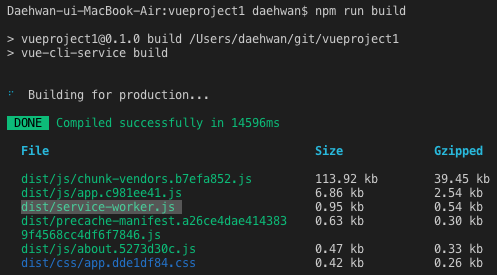 Daehwan-ui-MacBook-Air:vueproject1 daehwan$ npm run build
> vueproject1@0.1.0 build /Users/daehwan/git/vueproject1
> vue-cli-service build
Building for production...
DONE Compiled successfully in 14596ms
File Size Gzipped
dist/js/chunk-vendors.b7efa852.js 113.92 kb 39.45 kb
dist/js/app.c981ee41.js 6.86 kb 2.54 kb
dist/service-worker.js 0.95 kb 0.54 kb
dist/precache-manifest.a26ce4dae414383 0.63 kb 0.30 kb
9f4568cc4df6f7846.js
dist/js/about.5273d30c.js 0.47 kb 0.33 kb
dist/css/app.dde1df84.css 0.42 kb 0.26 kb